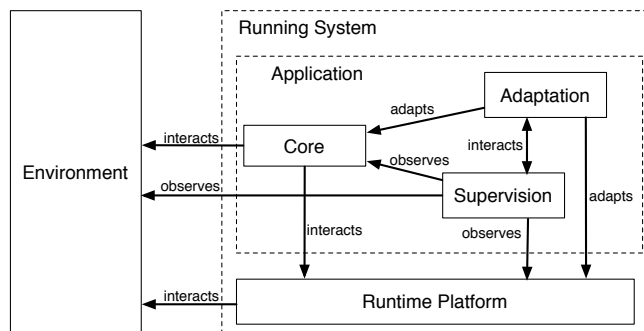 Running System
Application
Adaptation
adapts
interacts
Core
interacts
observes
Environment
observes
Supervision
adapts
interacts
observes
interacts
Runtime Platform